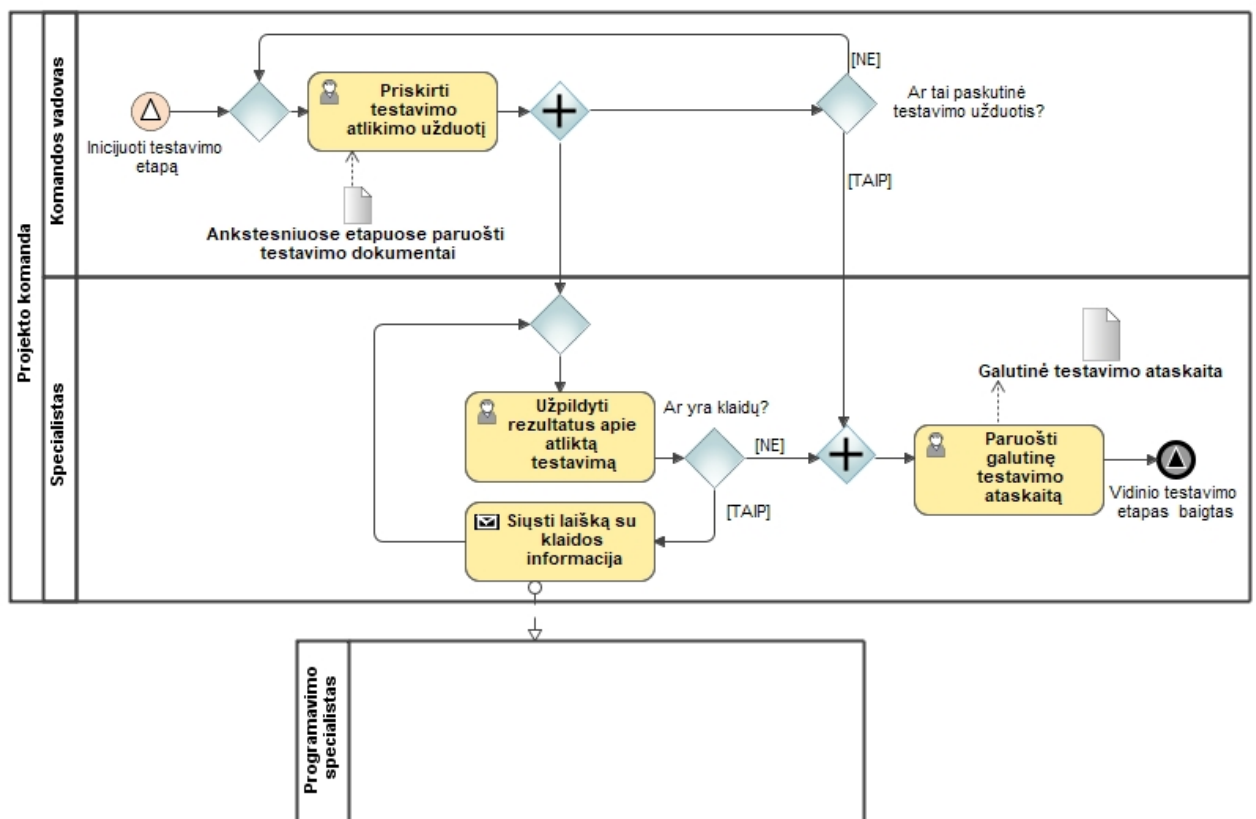 Projekto komanda
Komandos vadovas
Inicijuoti testavimo
etapą
Priskirti
testavimo
atlikimo užduotį
Ankstesniuose etapuose paruošti
testavimo dokumentai
[NE]
Ar tai paskutinė
testavimo užduotis?
[TAIP]
Specialistas
Užpildyti
rezultatus apie
atliktą
testavimą
Ar yra klaidų?
[NE]
[TAIP]
Siųsti laišką su
klaidos
informacija
Galutinė testavimo ataskaita
Paruošti
galutinę
testavimo
ataskaitą
Vidinio testavimo
etapas baigtas
Programavimo
specialistas